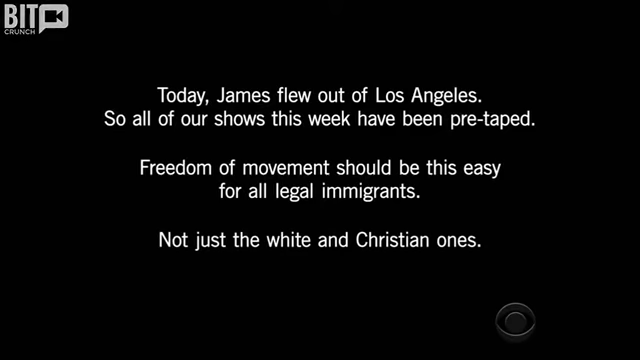 BIT
CRUNCH
Today, James flew out of Los Angeles.
So all of our shows this week have been pre-taped.
Freedom of movement should be this easy
for all legal immigrants.
Not just the white and Christian ones.